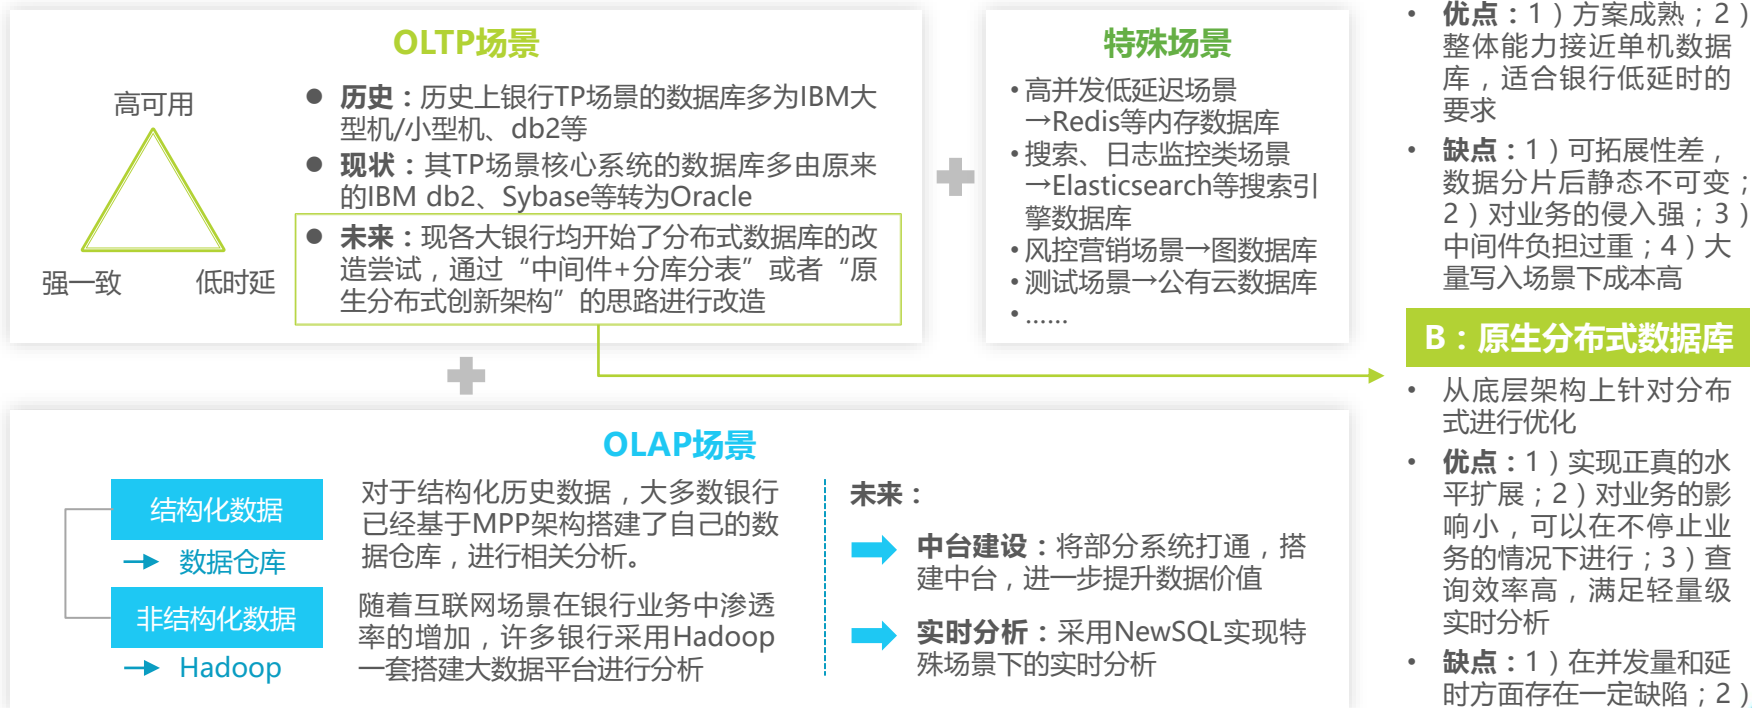 OLTP场景
高可用
强一致
低时延
● 历史：历史上银行TP场景的数据库多为IBM大
型机/小型机、db2等
● 现状：其TP场景核心系统的数据库多由原来
的IBM db2、Sybase等转为Oracle
● 未来：现各大银行均开始了分布式数据库的改
造尝试，通过“中间件+分库分表”或者“原
生分布式创新架构”的思路进行改造
特殊场景
•高并发低延迟场景
→Redis等内存数据库
•搜索、日志监控类场景
→Elasticsearch等搜索引
擎数据库
•风控营销场景→图数据库
•测试场景→公有云数据库
•……
OLAP场景
结构化数据
→ 数据仓库
非结构化数据
→ Hadoop
对于结构化历史数据，大多数银行
已经基于MPP架构搭建了自己的数
据仓库，进行相关分析。
随着互联网场景在银行业务中渗透
率的增加，许多银行采用Hadoop
一套搭建大数据平台进行分析
未来：
中台建设：将部分系统打通，搭
建中台，进一步提升数据价值
实时分析：采用NewSQL实现特
殊场景下的实时分析
• 优点：1）方案成熟；2）
整体能力接近单机数据
库，适合银行低延时的
要求
• 缺点：1）可拓展性差，
数据分片后静态不可变；
2）对业务的侵入强；3）
中间件负担过重；4）大
量写入场景下成本高
B：原生分布式数据库
• 从底层架构上针对分布
式进行优化
• 优点：1）实现正真的水
平扩展；2）对业务的影
响小，可以在不停止业
务的情况下进行；3）查
询效率高，满足轻量级
实时分析
• 缺点：1）在并发量和延
时方面存在一定缺陷；2）